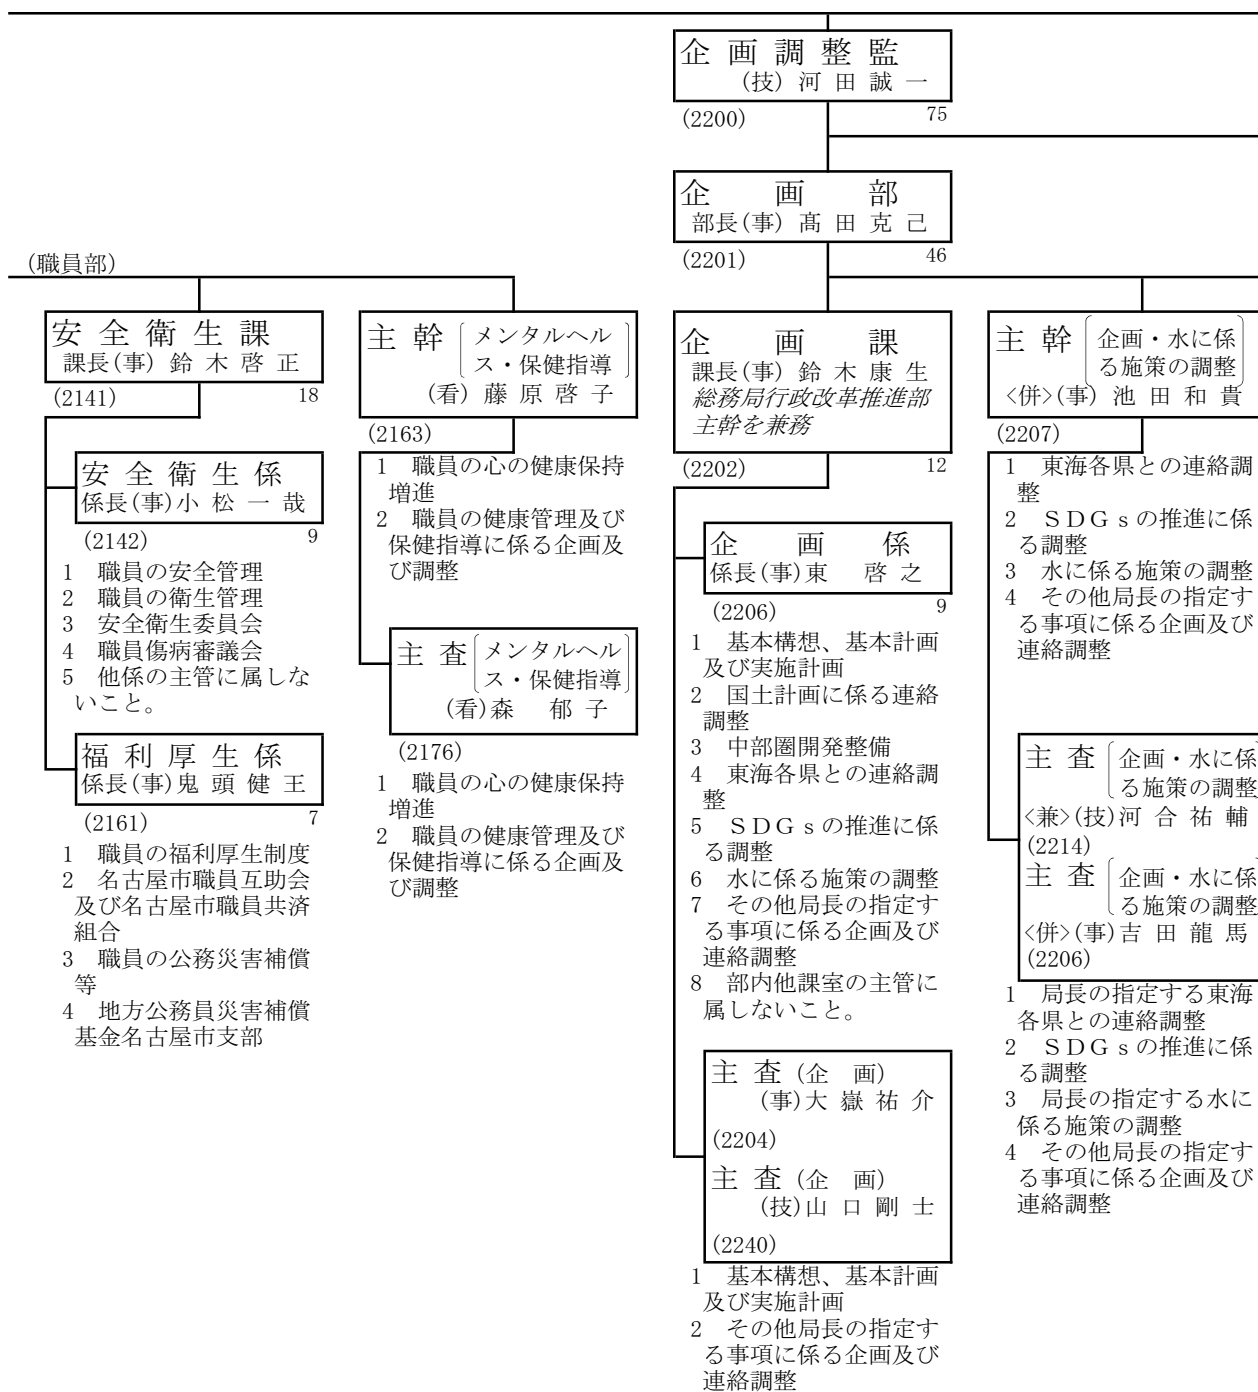 (職員部)
安全衛生課
課長(事) 鈴木啓正
(2141) 18
安全衛生係
係長(事)小松一哉
(2142) 9
1 職員の安全管理
2 職員の衛生管理
3 安全衛生委員会
4 職員傷病審議会
5 他係の主管に属しな
いこと。
福利厚生係
係長(事)鬼頭健王
(2161) 7
1 職員の福利厚生制度
2 名古屋市職員互助会
及び名古屋市職員共済
組合
3 職員の公務災害補償
等
4 地方公務員災害補償
基金名古屋市支部
主幹 メンタルヘル
ス・保健指導
(看) 藤原啓子
(2163)
1 職員の心の健康保持
増進
2 職員の健康管理及び
保健指導に係る企画及
び調整
主査 メンタルヘル
ス・保健指導
(看)森 郁子
(2176)
1 職員の心の健康保持
増進
2 職員の健康管理及び
保健指導に係る企画及
び調整
企画調整監
(技) 河田誠一
(2200) 75
企画部
部長(事) 髙田克己
(2201) 46
企画課
課長(事) 鈴木康生
総務局行政改革推進部
主幹を兼務
(2202) 12
企画係
係長(事)東 啓之
(2206) 9
1 基本構想、基本計画
及び実施計画
2 国土計画に係る連絡
調整
3 中部圏開発整備
4 東海各県との連絡調
整
5 ＳＤＧｓの推進に係
る調整
6 水に係る施策の調整
7 その他局長の指定す
る事項に係る企画及び
連絡調整
8 部内他課室の主管に
属しないこと。
主査(企 画)
(事)大嶽祐介
(2204)
主査(企 画)
(技)山口剛士
(2240)
1 基本構想、基本計画
及び実施計画
2 その他局長の指定す
る事項に係る企画及び
連絡調整
主幹 企画・水に係
る施策の調整
<併>(事) 池田和貴
(2207)
1 東海各県との連絡調
整
2 ＳＤＧｓの推進に係
る調整
3 水に係る施策の調整
4 その他局長の指定す
る事項に係る企画及び
連絡調整
主査 企画・水に係
る施策の調整
<兼>(技)河合祐輔
(2214)
主査 企画・水に係
る施策の調整
<併>(事)吉田龍馬
(2206)
1 局長の指定する東海
各県との連絡調整
2 ＳＤＧｓの推進に係
る調整
3 局長の指定する水に
係る施策の調整
4 その他局長の指定す
る事項に係る企画及び
連絡調整